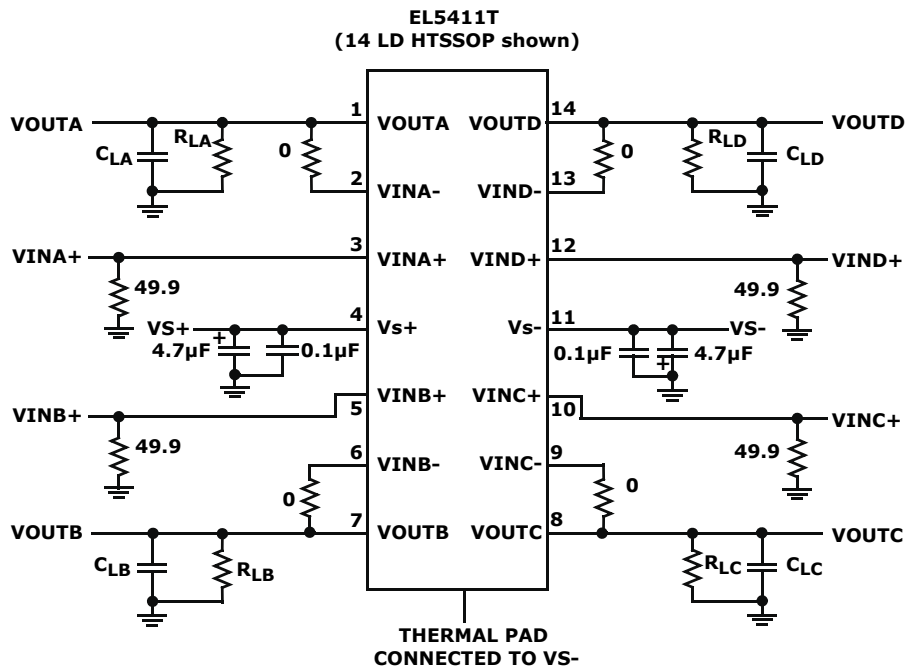 EL5411T
(14 LD HTSSOP shown)
VOUTA
CLA
RLA
0
1
VOUTA
VOUTD
14
0
RLD
CLD
VOUTD
2
VINA-
VIND-
13
VINA+
3
VINA+
VIND+
12
VIND+
49.9
49.9
VS+
4
Vs+
Vs-
11
VS-
4.7µF
+
0.1µF
0.1µF
+
4.7µF
VINB+
5
VINB+
VINC+
10
VINC+
49.9
49.9
6
VINB-
VINC-
9
0
0
VOUTB
7
VOUTB
VOUTC
8
VOUTC
CLB
RLB
RLC
CLC
THERMAL PAD
CONNECTED TO VS-